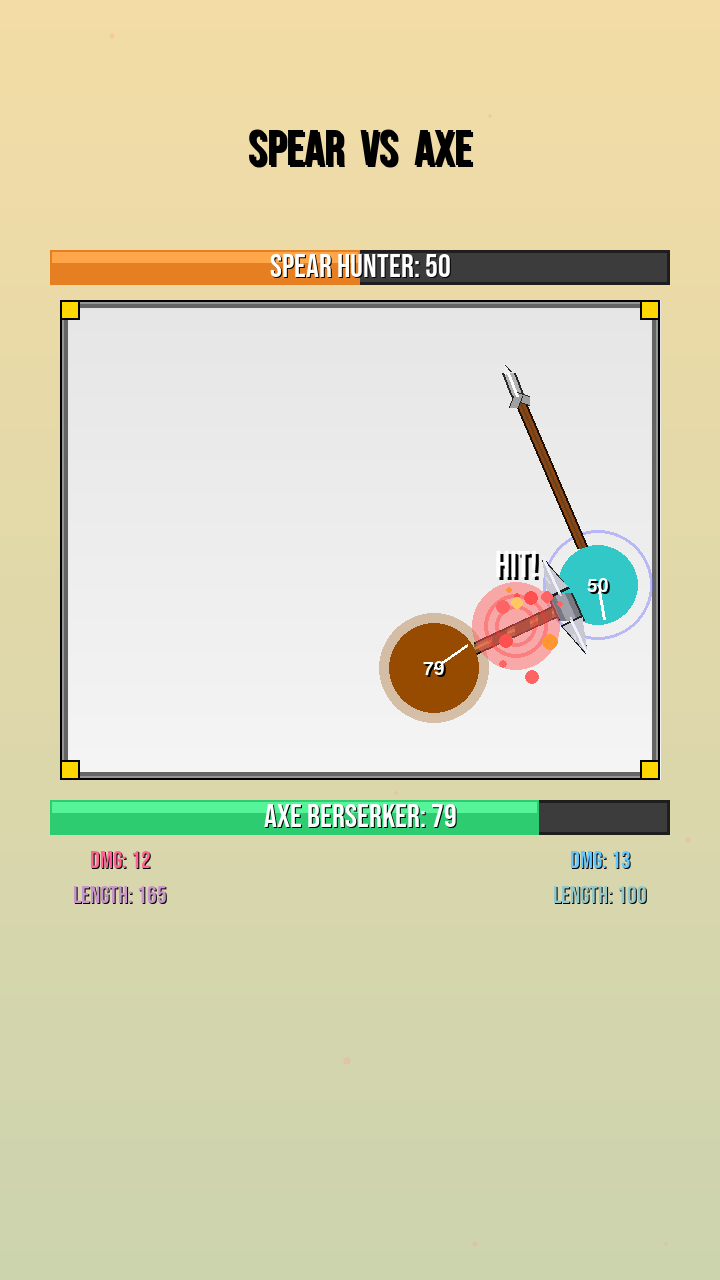 SPEAR VS AXE
SPEAR HUNTER: 50
HIT!
50
79
AXE BERSERKER: 79
DMG: 12
DMG: 13
LENGTH: 165
LENGTH: 100